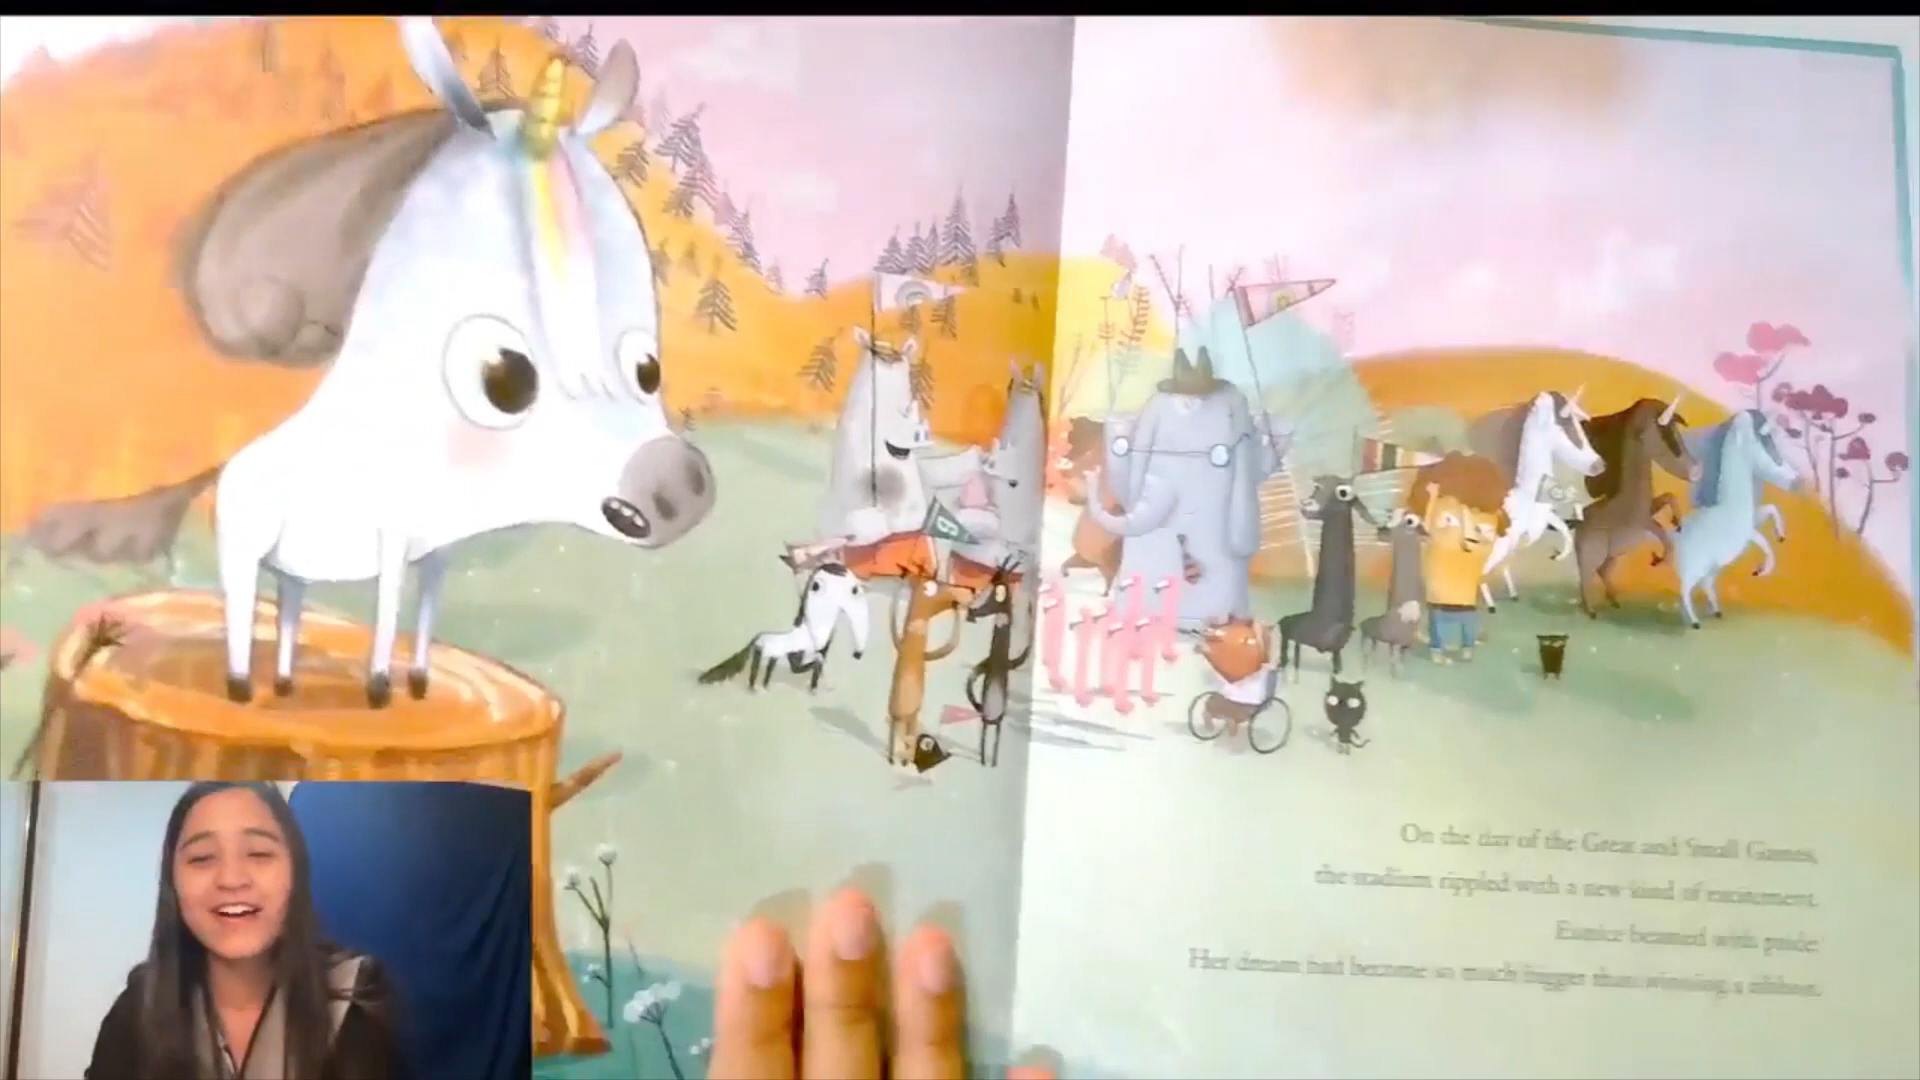 On the day of the Great and Small Games,
the stadium rippled with a new kind of excitement.
Eunice beamed with pride.
Her dream had become so much bigger than winning a ribbon.